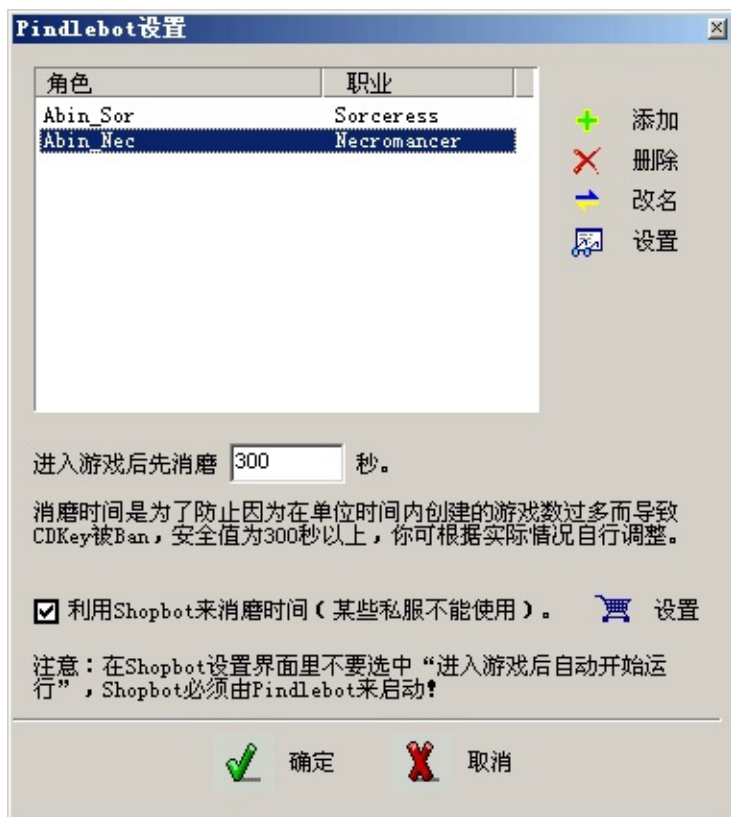 Pindlebot设置
角色 职业
Abin_Sor Sorceress
Abin_Nec Necromancer
添加
删除
改名
设置
进入游戏后先消磨 300 秒。
消磨时间是为了防止因为在单位时间内创建的游戏数过多而导致
CDKey被Ban，安全值为300秒以上，你可根据实际情况自行调整。
利用Shopbot来消磨时间（某些私服不能使用）。 设置
注意：在Shopbot设置界面里不要选中“进入游戏后自动开始运
行”，Shopbot必须由Pindlebot来启动！
确定 取消